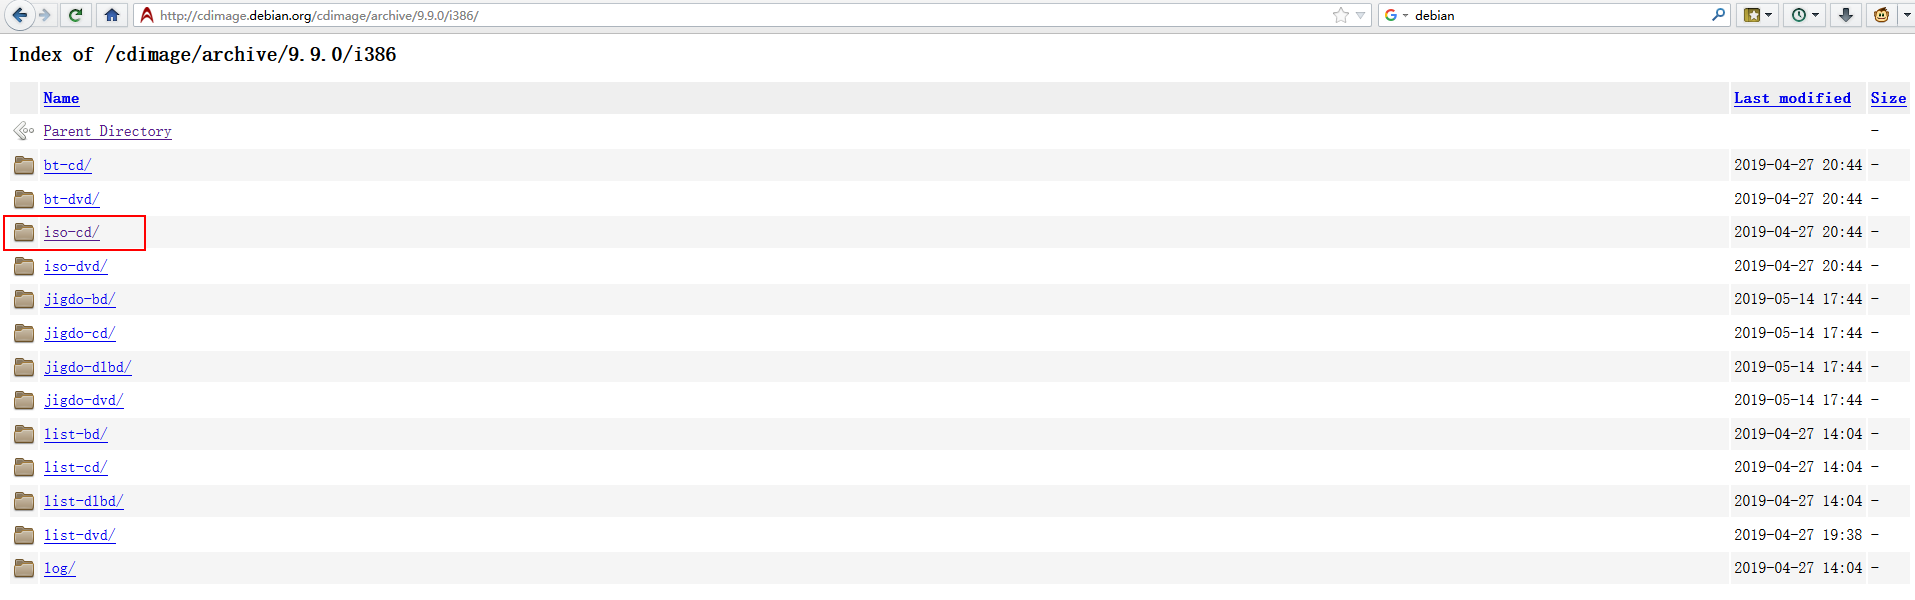 http://cdimage.debian.org/cdimage/archive/9.9.0/i386/ debian
Index of /cdimage/archive/9.9.0/i386
Name Last modified Size
Parent Directory -
bt-cd/ 2019-04-27 20:44 -
bt-dvd/ 2019-04-27 20:44 -
iso-cd/ 2019-04-27 20:44 -
iso-dvd/ 2019-04-27 20:44 -
jigdo-bd/ 2019-05-14 17:44 -
jigdo-cd/ 2019-05-14 17:44 -
jigdo-dlbd/ 2019-05-14 17:44 -
jigdo-dvd/ 2019-05-14 17:44 -
list-bd/ 2019-04-27 14:04 -
list-cd/ 2019-04-27 14:04 -
list-dlbd/ 2019-04-27 14:04 -
list-dvd/ 2019-04-27 19:38 -
log/ 2019-04-27 14:04 -